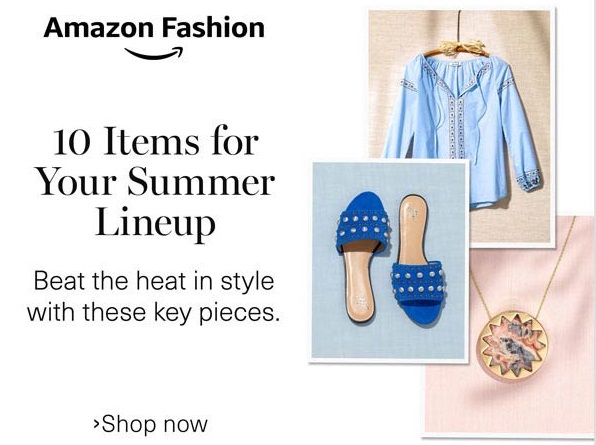 Amazon Fashion
10 Items for
Your Summer
Lineup
Beat the heat in style
with these key pieces.
›Shop now